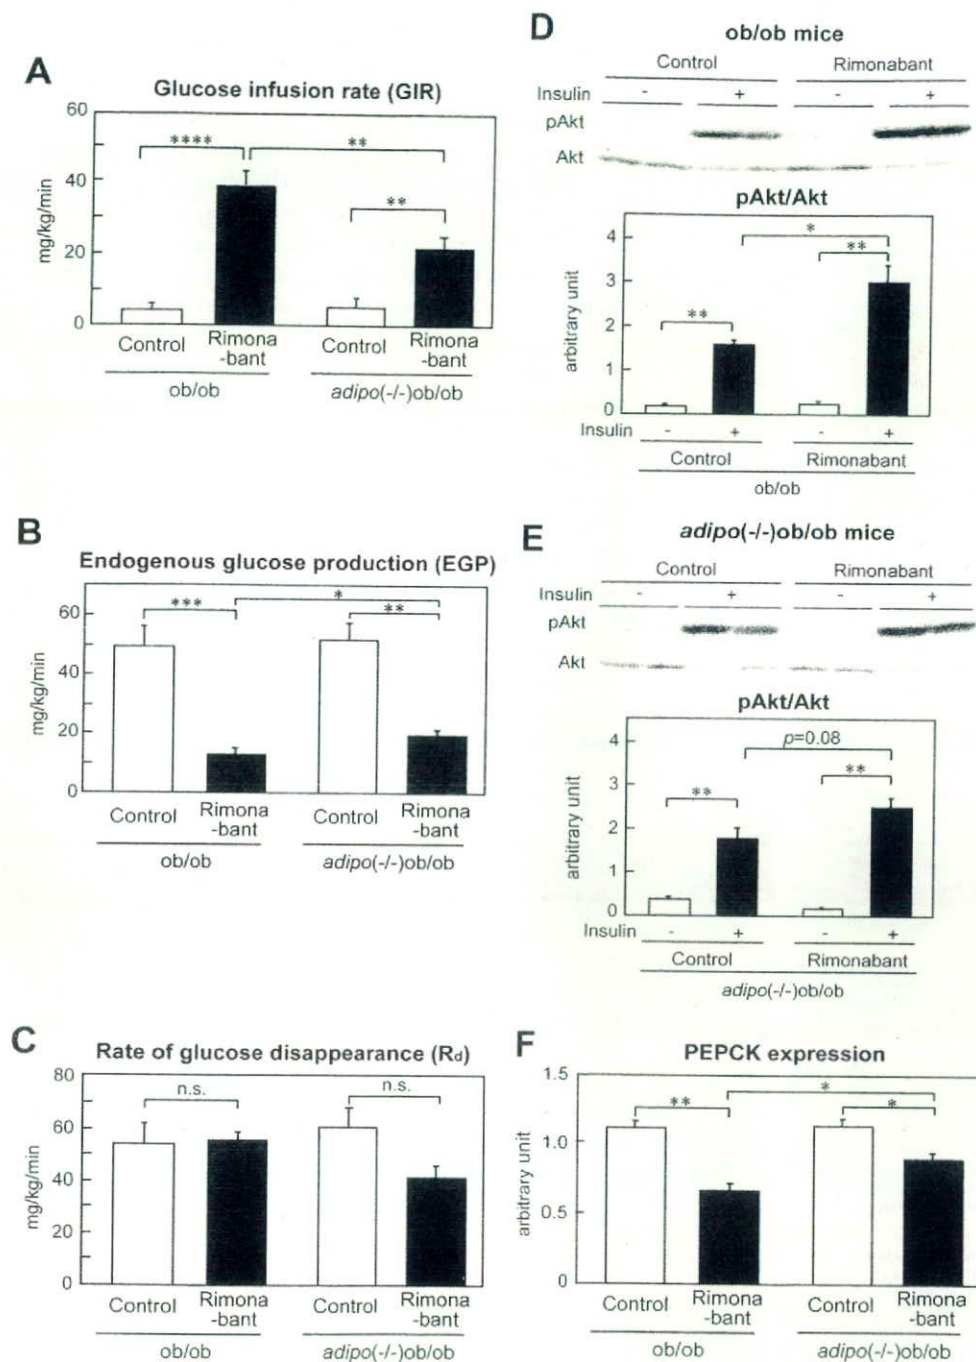 A
Glucose infusion rate (GIR)
mg/kg/min
60
40
20
0
****
**
**
Control
Rimona
-bant
Control
Rimona
-bant
ob/ob
adipo(-/-)ob/ob
B
Endogenous glucose production (EGP)
mg/kg/min
60
40
20
0
***
*
**
Control
Rimona
-bant
Control
Rimona
-bant
ob/ob
adipo(-/-)ob/ob
C
Rate of glucose disappearance (Rd)
mg/kg/min
80
60
40
20
0
n.s.
n.s.
Control
Rimona
-bant
Control
Rimona
-bant
ob/ob
adipo(-/-)ob/ob
D
ob/ob mice
Control Rimonabant
Insulin - + - +
pAkt
Akt
pAkt/Akt
arbitrary unit
4
3
2
1
0
*
**
**
Insulin - + - +
Control Rimonabant
ob/ob
E
adipo(-/-)ob/ob mice
Control Rimonabant
Insulin - + - +
pAkt
Akt
pAkt/Akt
arbitrary unit
4
3
2
1
0
p=0.08
**
**
Insulin - + - +
Control Rimonabant
adipo(-/-)ob/ob
F
PEPCK expression
arbitrary unit
1.5
1.0
0.5
0
**
*
*
Control
Rimona
-bant
Control
Rimona
-bant
ob/ob
adipo(-/-)ob/ob